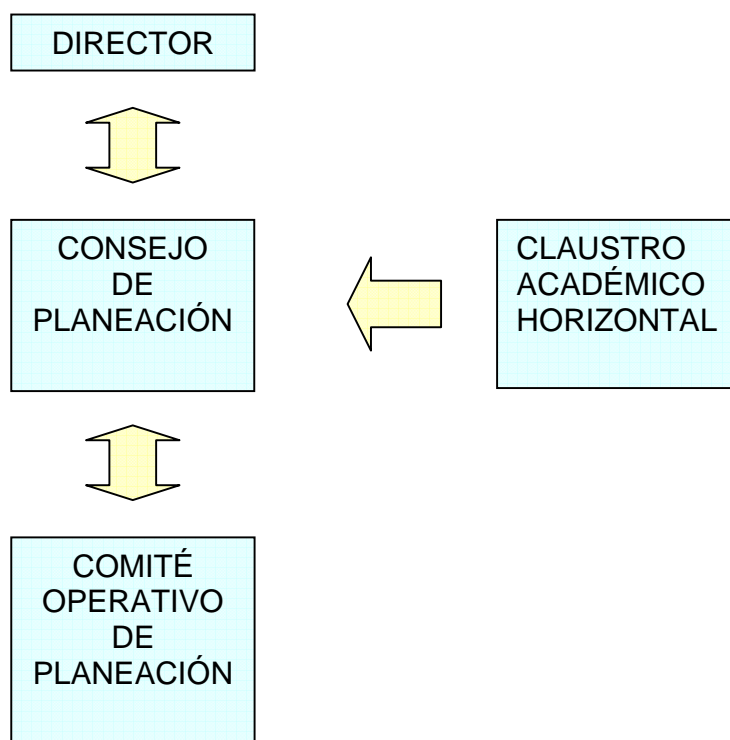 DIRECTOR
CONSEJO
DE
PLANEACIÓN
CLAUSTRO
ACADÉMICO
HORIZONTAL
COMITÉ
OPERATIVO
DE
PLANEACIÓN